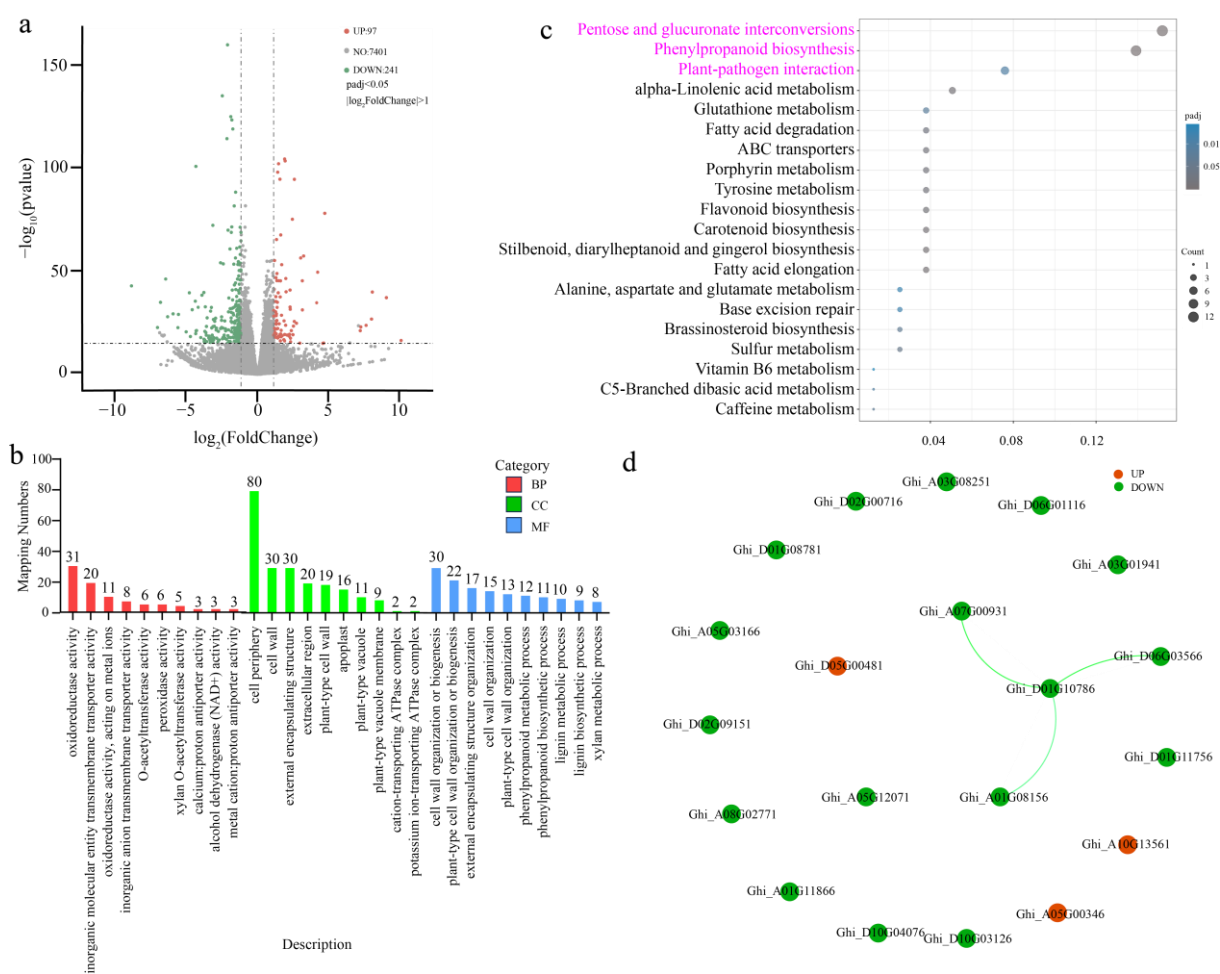 a
UP:97
NO:7401
DOWN:241
padj<0.05
|log₂FoldChange|>1
150
100
50
0
−log₁₀(pvalue)
−10
−5
0
5
10
log₂(FoldChange)
c
Pentose and glucuronate interconversions
Phenylpropanoid biosynthesis
Plant-pathogen interaction
alpha-Linolenic acid metabolism
Glutathione metabolism
Fatty acid degradation
ABC transporters
Porphyrin metabolism
Tyrosine metabolism
Flavonoid biosynthesis
Carotenoid biosynthesis
Stilbenoid, diarylheptanoid and gingerol biosynthesis
Fatty acid elongation
Alanine, aspartate and glutamate metabolism
Base excision repair
Brassinosteroid biosynthesis
Sulfur metabolism
Vitamin B6 metabolism
C5-Branched dibasic acid metabolism
Caffeine metabolism
0.04
0.08
0.12
padj
0.01
0.05
Count
1
3
6
9
12
b
Mapping Numbers
100
80
60
40
20
0
Category
BP
CC
MF
31
20
11
8
6
6
5
3
3
3
80
30
30
20
19
16
11
9
2
2
30
22
17
15
13
12
11
10
9
8
oxidoreductase activity
inorganic molecular entity transmembrane transporter activity
oxidoreductase activity, acting on metal ions
inorganic anion transmembrane transporter activity
O-acetyltransferase activity
peroxidase activity
xylan O-acetyltransferase activity
calcium:proton antiporter activity
alcohol dehydrogenase (NAD+) activity
metal cation:proton antiporter activity
cell periphery
cell wall
external encapsulating structure
extracellular region
plant-type cell wall
apoplast
plant-type vacuole
plant-type vacuole membrane
cation-transporting ATPase complex
potassium ion-transporting ATPase complex
cell wall organization or biogenesis
plant-type cell wall organization or biogenesis
external encapsulating structure organization
cell wall organization
plant-type cell wall organization
phenylpropanoid metabolic process
phenylpropanoid biosynthetic process
lignin metabolic process
lignin biosynthetic process
xylan metabolic process
Description
d
UP
DOWN
Ghi_A03G08251
Ghi_D02G00716
Ghi_D06G01116
Ghi_D01G08781
Ghi_A03G01941
Ghi_A07G00931
Ghi_A05G03166
Ghi_D06G03566
Ghi_D05G00481
Ghi_D01G10786
Ghi_D02G09151
Ghi_D01G11756
Ghi_A05G12071
Ghi_A01G08156
Ghi_A08G02771
Ghi_A10G13561
Ghi_A01G11866
Ghi_A05G00346
Ghi_D10G04076
Ghi_D10G03126